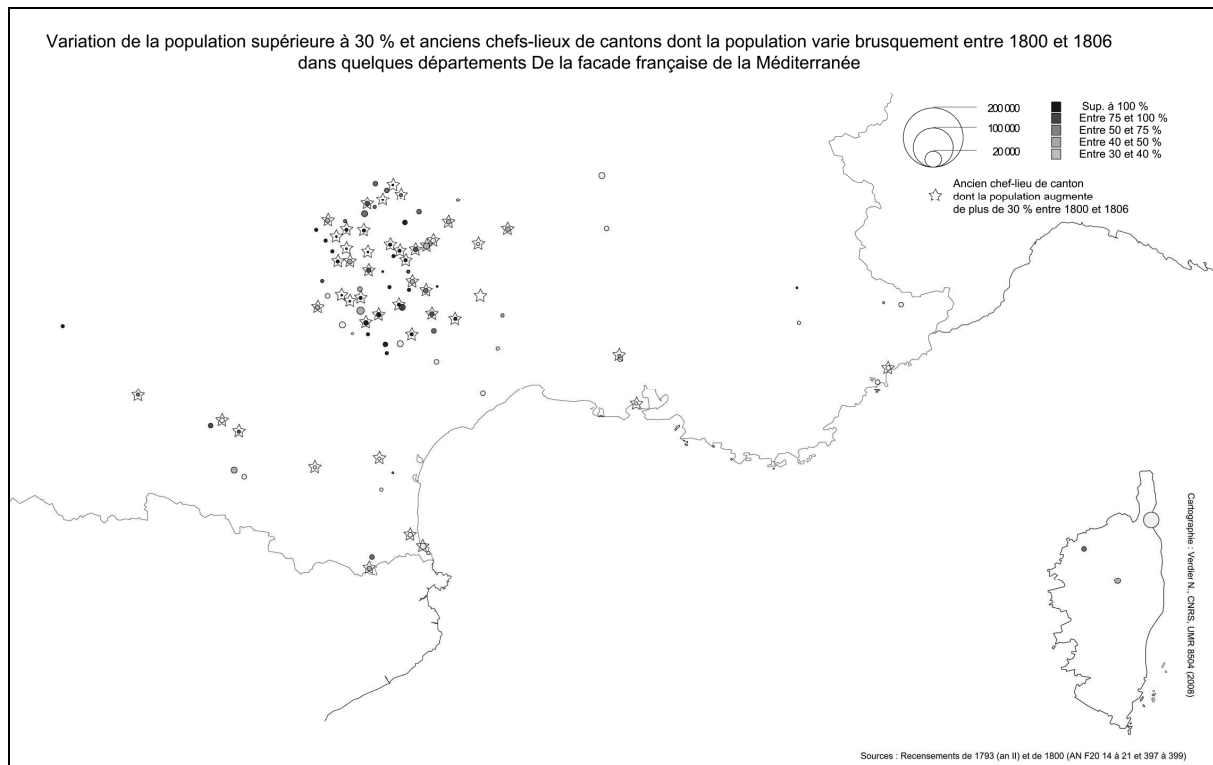 Variation de la population supérieure à 30 % et anciens chefs-lieux de cantons dont la population varie brusquement entre 1800 et 1806
dans quelques départements De la facade française de la Méditerranée
200 000
100 000
20 000
Sup. à 100 %
Entre 75 et 100 %
Entre 50 et 75 %
Entre 40 et 50 %
Entre 30 et 40 %
Ancien chef-lieu de canton
dont la population augmente
de plus de 30 % entre 1800 et 1806
Cartographie : Verdier N., CNRS, UMR 8504 (2008)
Sources : Recensements de 1793 (an II) et de 1800 (AN F20 14 à 21 et 397 à 399)